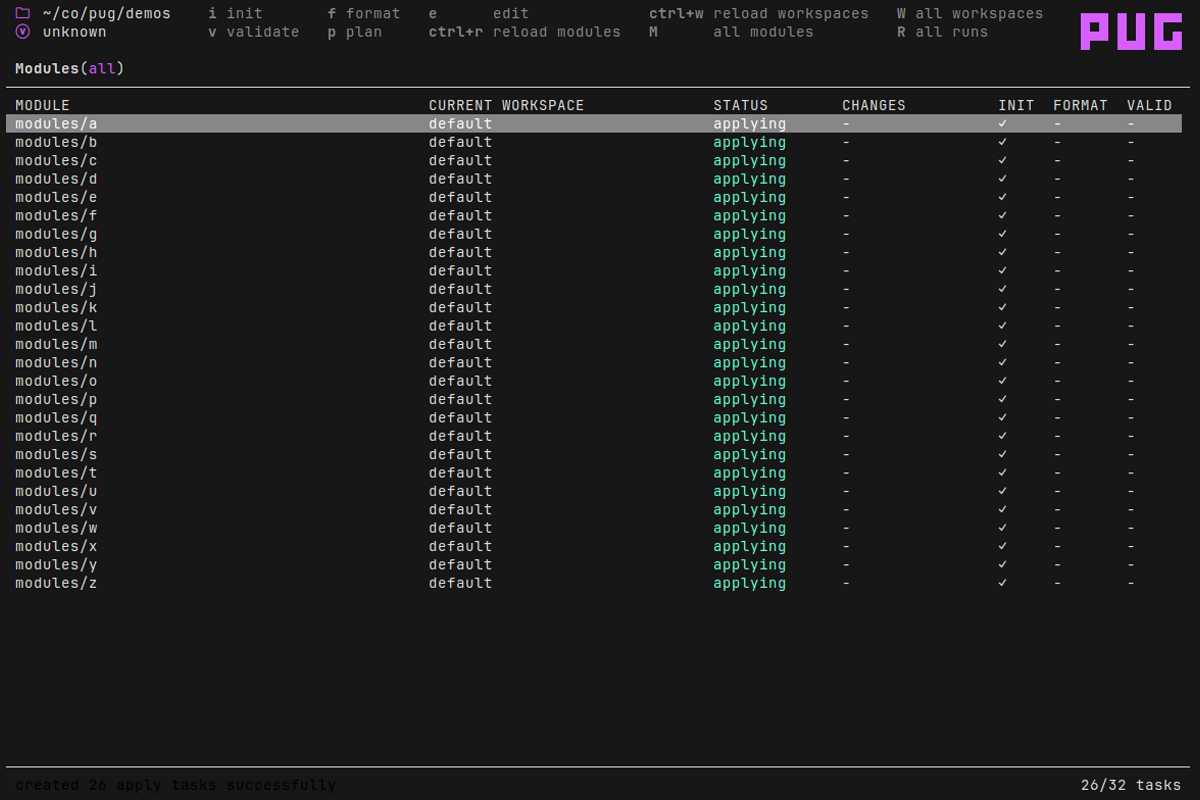 ~/co/pug/demos i init f format e edit ctrl+w reload workspaces W all workspaces PUG
unknown v validate p plan ctrl+r reload modules M all modules R all runs
Modules(all)
MODULE CURRENT WORKSPACE STATUS CHANGES INIT FORMAT VALID
modules/a default applying - ✓ - -
modules/b default applying - ✓ - -
modules/c default applying - ✓ - -
modules/d default applying - ✓ - -
modules/e default applying - ✓ - -
modules/f default applying - ✓ - -
modules/g default applying - ✓ - -
modules/h default applying - ✓ - -
modules/i default applying - ✓ - -
modules/j default applying - ✓ - -
modules/k default applying - ✓ - -
modules/l default applying - ✓ - -
modules/m default applying - ✓ - -
modules/n default applying - ✓ - -
modules/o default applying - ✓ - -
modules/p default applying - ✓ - -
modules/q default applying - ✓ - -
modules/r default applying - ✓ - -
modules/s default applying - ✓ - -
modules/t default applying - ✓ - -
modules/u default applying - ✓ - -
modules/v default applying - ✓ - -
modules/w default applying - ✓ - -
modules/x default applying - ✓ - -
modules/y default applying - ✓ - -
modules/z default applying - ✓ - -
created 26 apply tasks successfully 26/32 tasks